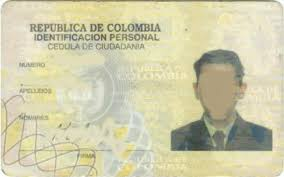 REPUBLICA DE COLOMBIA
IDENTIFICACION PERSONAL
CEDULA DE CIUDADANIA
NUMERO
APELLIDOS
NOMBRES
FIRMA